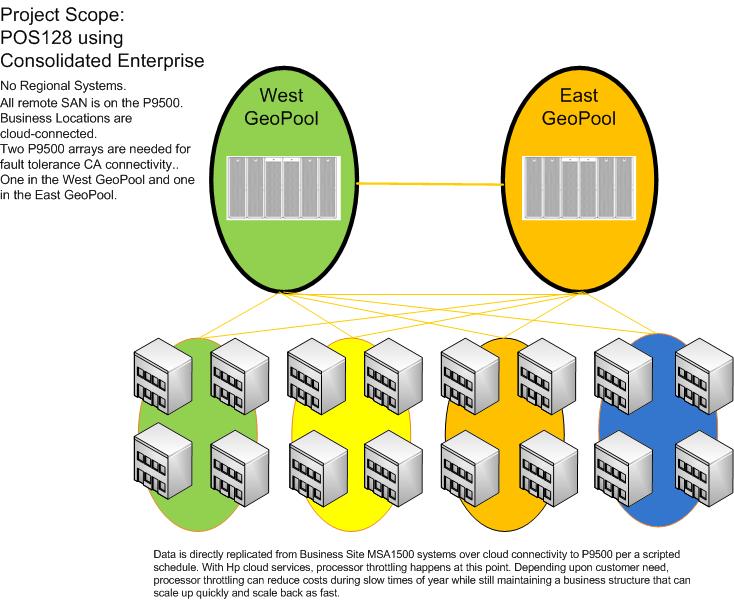 Project Scope:
POS128 using
Consolidated Enterprise
No Regional Systems.
All remote SAN is on the P9500.
Business Locations are
cloud-connected.
Two P9500 arrays are needed for
fault tolerance CA connectivity..
One in the West GeoPool and one
in the East GeoPool.
West
GeoPool
East
GeoPool
Data is directly replicated from Business Site MSA1500 systems over cloud connectivity to P9500 per a scripted
schedule. With Hp cloud services, processor throttling happens at this point. Depending upon customer need,
processor throttling can reduce costs during slow times of year while still maintaining a business structure that can
scale up quickly and scale back as fast.